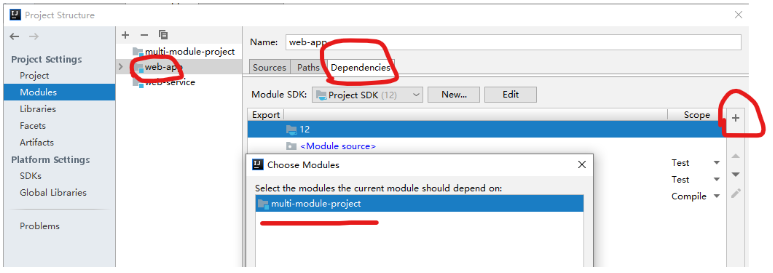 Project Structure
Project Settings
Project
Modules
Libraries
Facets
Artifacts
Platform Settings
SDKs
Global Libraries
Problems
multi-module-project
web-app
web-service
Name: web-app
Sources Paths Dependencies
Module SDK: Project SDK (12) New... Edit
Export Scope
12
<Module source>
Test
Test
Compile
Choose Modules
Select the modules the current module should depend on:
multi-module-project